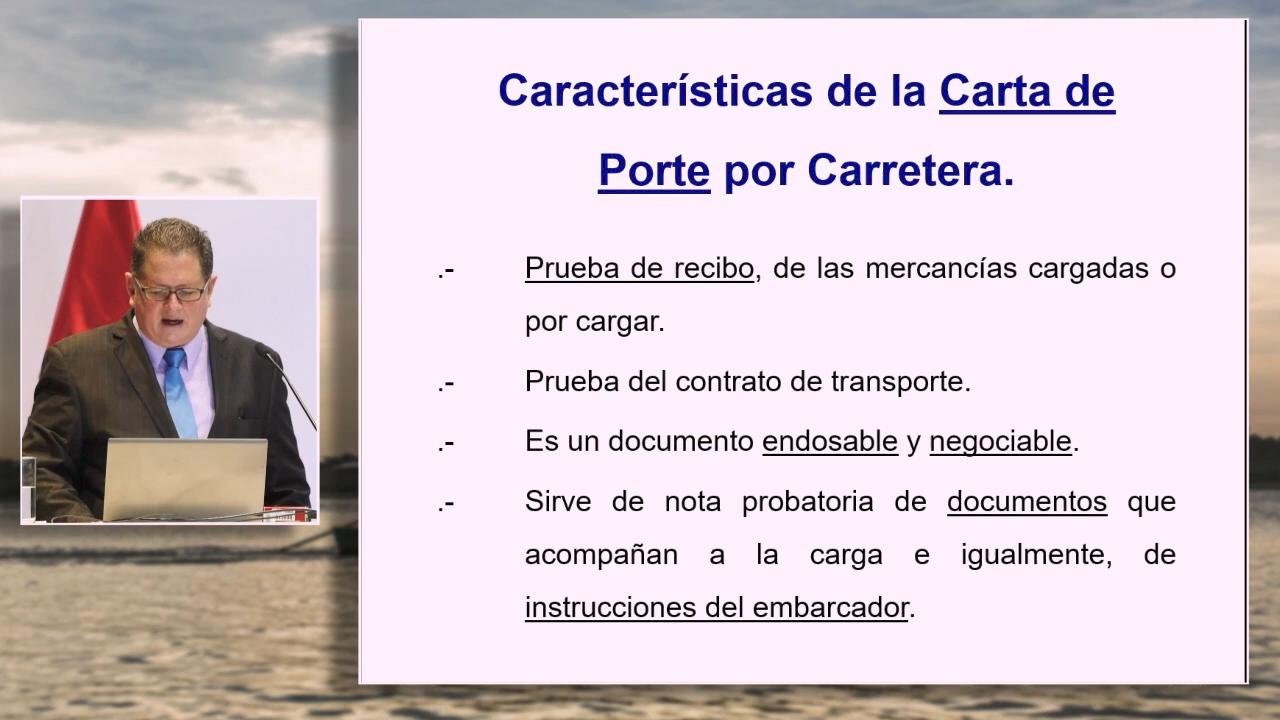 Características de la Carta de
Porte por Carretera.
.- Prueba de recibo, de las mercancías cargadas o
por cargar.
.- Prueba del contrato de transporte.
.- Es un documento endosable y negociable.
.- Sirve de nota probatoria de documentos que
acompañan a la carga e igualmente, de
instrucciones del embarcador.